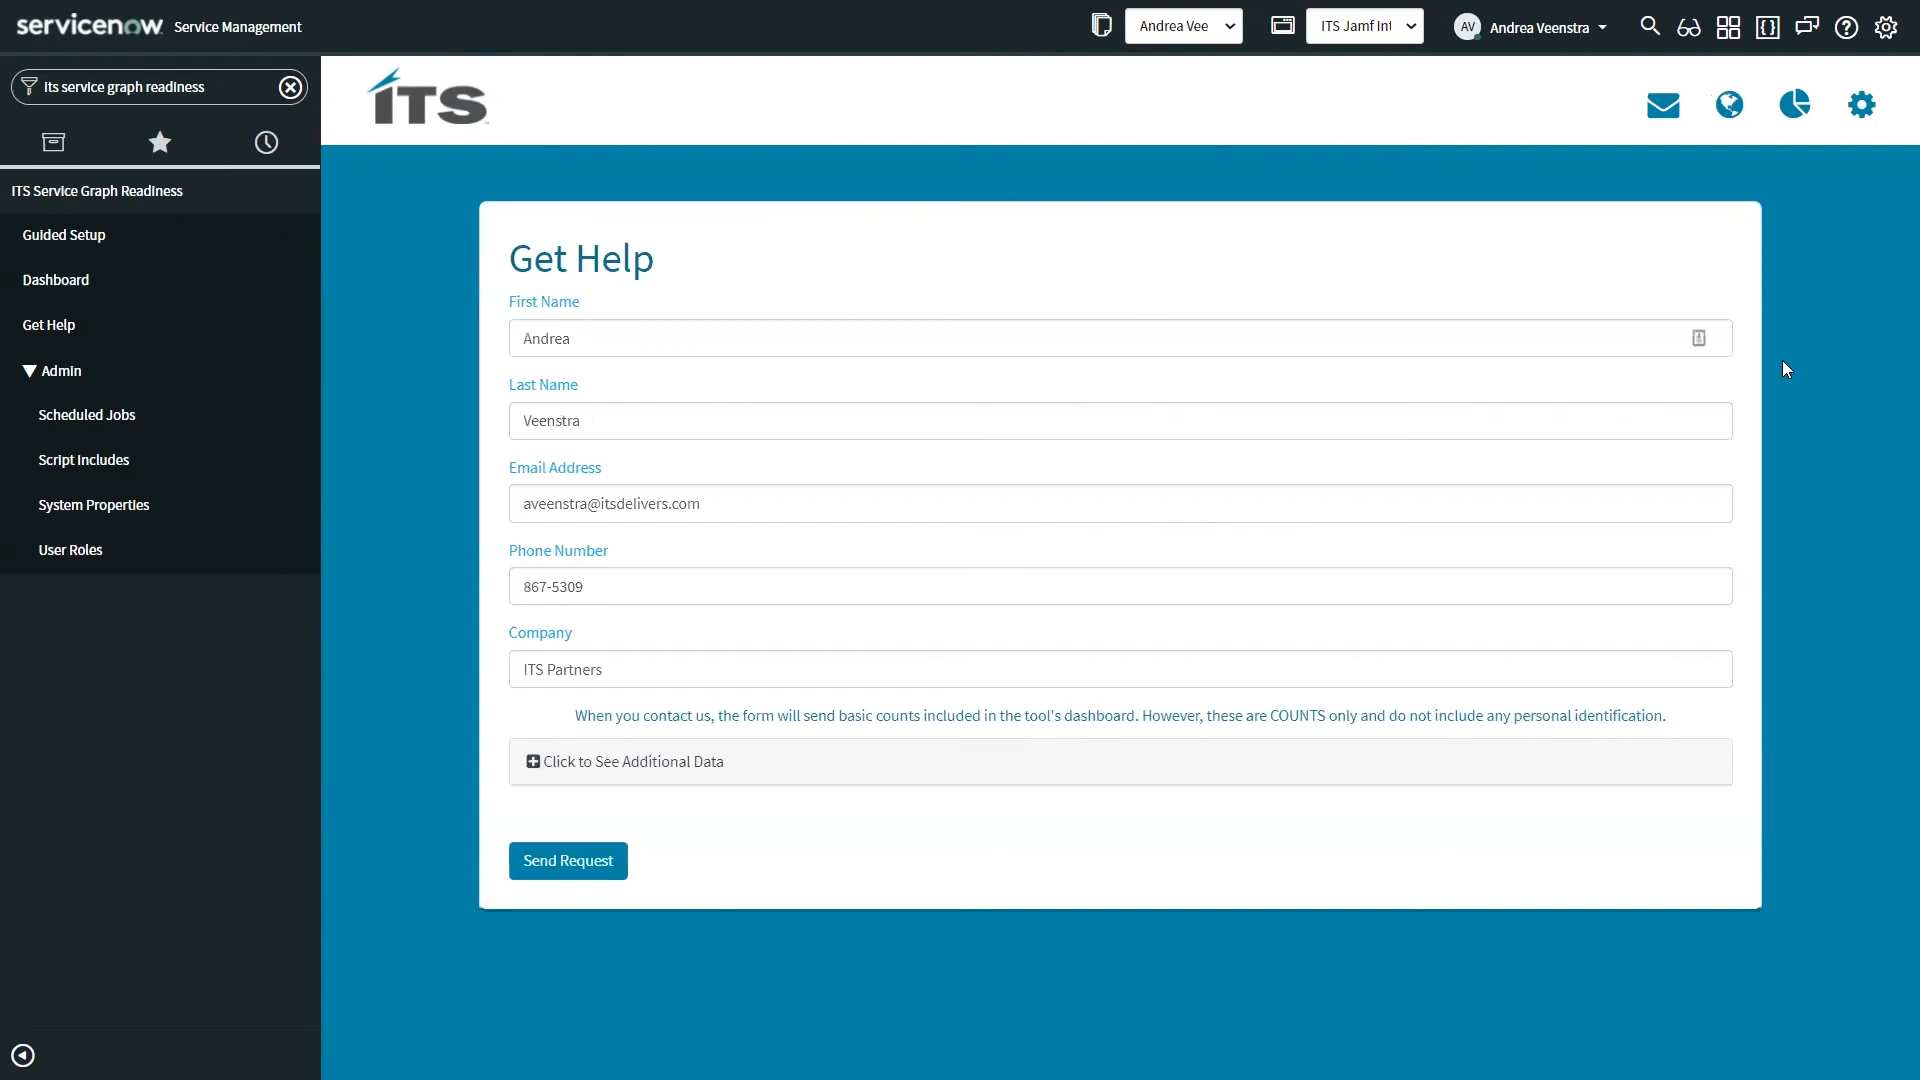 servicenow Service Management
Andrea Vee
ITS Jamf Int
AV Andrea Veenstra
its service graph readiness
ITS Service Graph Readiness
Guided Setup
Dashboard
Get Help
Admin
Scheduled Jobs
Script Includes
System Properties
User Roles
iTS
Get Help
First Name
Andrea
Last Name
Veenstra
Email Address
aveenstra@itsdelivers.com
Phone Number
867-5309
Company
ITS Partners
When you contact us, the form will send basic counts included in the tool's dashboard. However, these are COUNTS only and do not include any personal identification.
Click to See Additional Data
Send Request